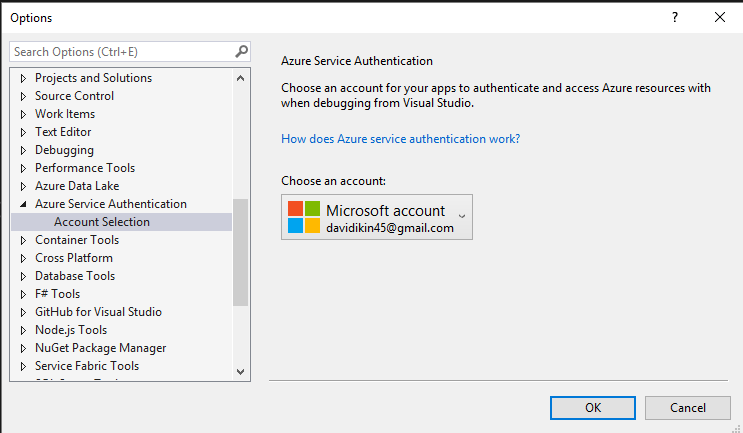 Options
Search Options (Ctrl+E)
Projects and Solutions
Source Control
Work Items
Text Editor
Debugging
Performance Tools
Azure Data Lake
Azure Service Authentication
Account Selection
Container Tools
Cross Platform
Database Tools
F# Tools
GitHub for Visual Studio
Node.js Tools
NuGet Package Manager
Service Fabric Tools
Azure Service Authentication
Choose an account for your apps to authenticate and access Azure resources with
when debugging from Visual Studio.
How does Azure service authentication work?
Choose an account:
Microsoft account
davidikin45@gmail.com
OK
Cancel